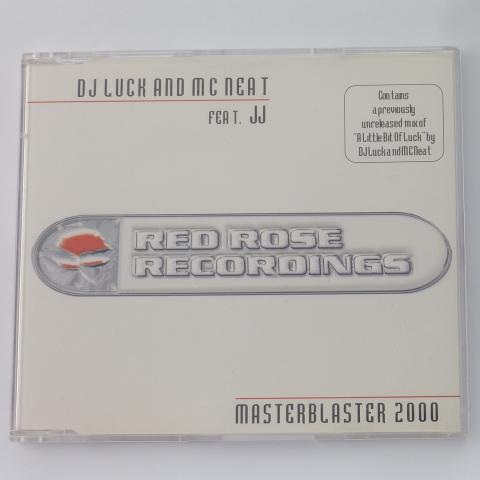 DJ LUCK AND MC NEAT
FEAT. JJ
Contains
a previously
unreleased mix of
"A Little Bit Of Luck" by
DJ Luck and MC Neat
RED ROSE
RECORDINGS
MASTERBLASTER 2000